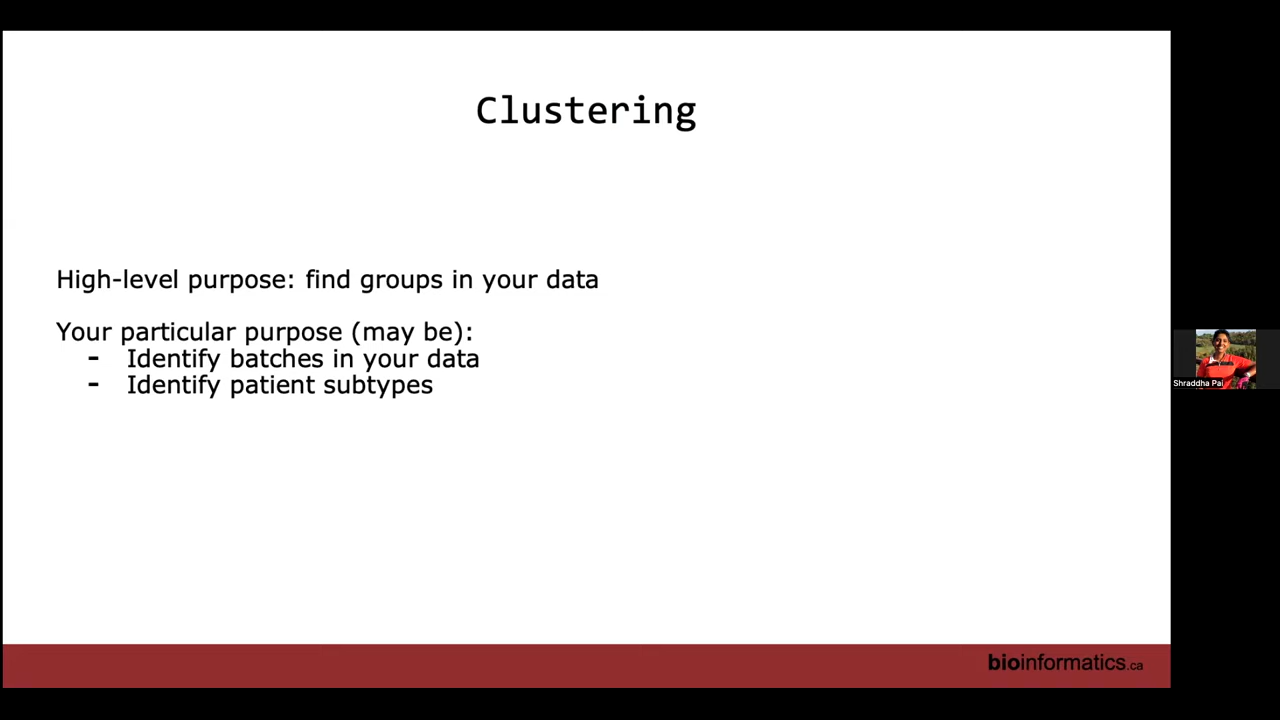 Clustering
High-level purpose: find groups in your data
Your particular purpose (may be):
- Identify batches in your data
- Identify patient subtypes
Shraddha Pai
bioinformatics.ca